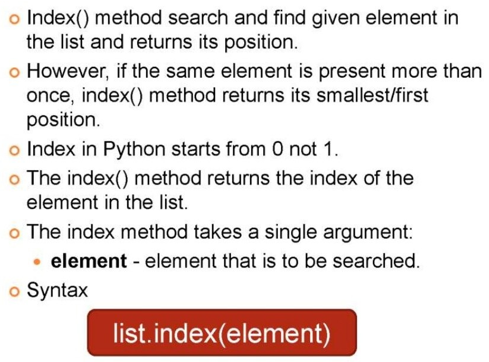 Index() method search and find given element in
the list and returns its position.
However, if the same element is present more than
once, index() method returns its smallest/first
position.
Index in Python starts from 0 not 1.
The index() method returns the index of the
element in the list.
The index method takes a single argument:
element - element that is to be searched.
Syntax
list.index(element)